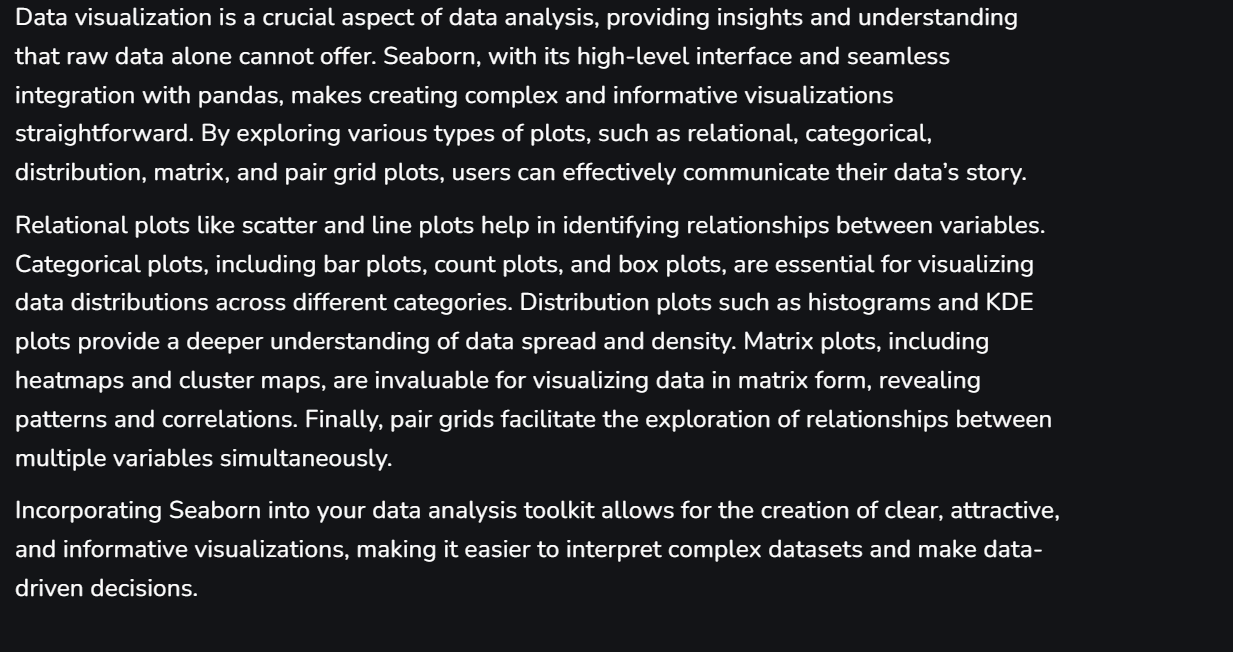 Data visualization is a crucial aspect of data analysis, providing insights and understanding
that raw data alone cannot offer. Seaborn, with its high-level interface and seamless
integration with pandas, makes creating complex and informative visualizations
straightforward. By exploring various types of plots, such as relational, categorical,
distribution, matrix, and pair grid plots, users can effectively communicate their data’s story.
Relational plots like scatter and line plots help in identifying relationships between variables.
Categorical plots, including bar plots, count plots, and box plots, are essential for visualizing
data distributions across different categories. Distribution plots such as histograms and KDE
plots provide a deeper understanding of data spread and density. Matrix plots, including
heatmaps and cluster maps, are invaluable for visualizing data in matrix form, revealing
patterns and correlations. Finally, pair grids facilitate the exploration of relationships between
multiple variables simultaneously.
Incorporating Seaborn into your data analysis toolkit allows for the creation of clear, attractive,
and informative visualizations, making it easier to interpret complex datasets and make data-
driven decisions.